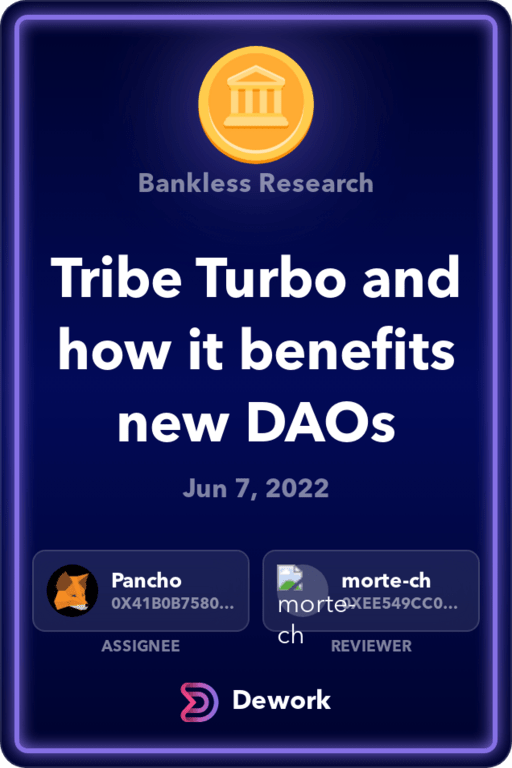 Bankless Research
Tribe Turbo and
how it benefits
new DAOs
Jun 7, 2022
Pancho
0X41B0B7580...
ASSIGNEE
morte-ch
morte-ch
0XEE549CC0...
REVIEWER
Dework